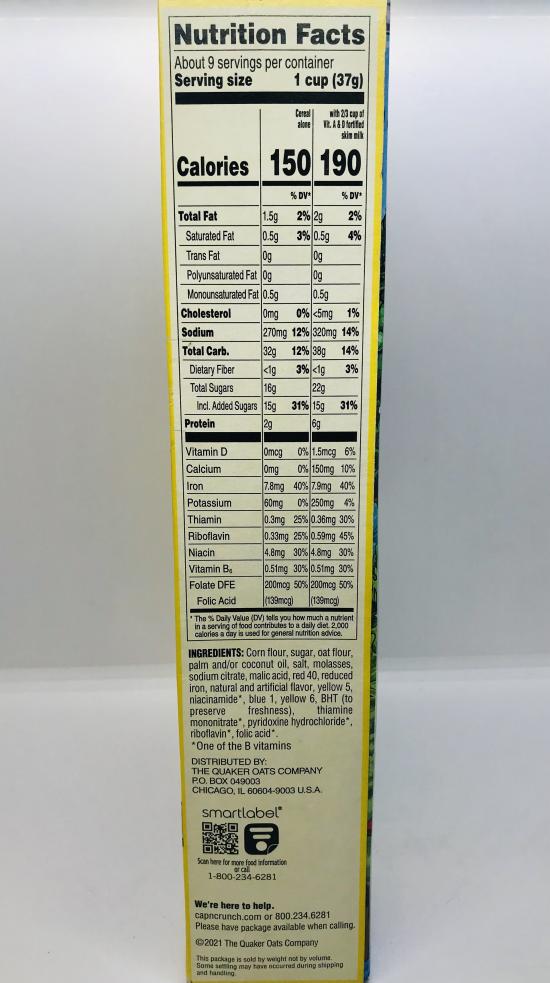 Nutrition Facts
About 9 servings per container
Serving size 1 cup (37g)
Cereal alone with 2/3 cup of Vit. A & D fortified skim milk
Calories 150 190
% DV* % DV*
Total Fat 1.5g 2% 2g 2%
Saturated Fat 0.5g 3% 0.5g 4%
Trans Fat 0g 0g
Polyunsaturated Fat 0g 0g
Monounsaturated Fat 0.5g 0.5g
Cholesterol 0mg 0% <5mg 1%
Sodium 270mg 12% 320mg 14%
Total Carb. 32g 12% 38g 14%
Dietary Fiber <1g 3% <1g 3%
Total Sugars 16g 22g
Incl. Added Sugars 15g 31% 15g 31%
Protein 2g 6g
Vitamin D 0mcg 0% 1.5mcg 6%
Calcium 0mg 0% 150mg 10%
Iron 7.8mg 40% 7.9mg 40%
Potassium 60mg 0% 250mg 4%
Thiamin 0.3mg 25% 0.36mg 30%
Riboflavin 0.33mg 25% 0.59mg 45%
Niacin 4.8mg 30% 4.8mg 30%
Vitamin B₆ 0.51mg 30% 0.51mg 30%
Folate DFE 200mcg 50% 200mcg 50%
Folic Acid (139mcg) (139mcg)
* The % Daily Value (DV) tells you how much a nutrient
in a serving of food contributes to a daily diet. 2,000
calories a day is used for general nutrition advice.
INGREDIENTS: Corn flour, sugar, oat flour,
palm and/or coconut oil, salt, molasses,
sodium citrate, malic acid, red 40, reduced
iron, natural and artificial flavor, yellow 5,
niacinamide*, blue 1, yellow 6, BHT (to
preserve freshness), thiamine
mononitrate*, pyridoxine hydrochloride*,
riboflavin*, folic acid*.
*One of the B vitamins
DISTRIBUTED BY:
THE QUAKER OATS COMPANY
P.O. BOX 049003
CHICAGO, IL 60604-9003 U.S.A.
smartlabel®
Scan here for more food information
or call
1-800-234-6281
We're here to help.
capncrunch.com or 800.234.6281
Please have package available when calling.
©2021 The Quaker Oats Company
This package is sold by weight not by volume.
Some settling may have occurred during shipping
and handling.